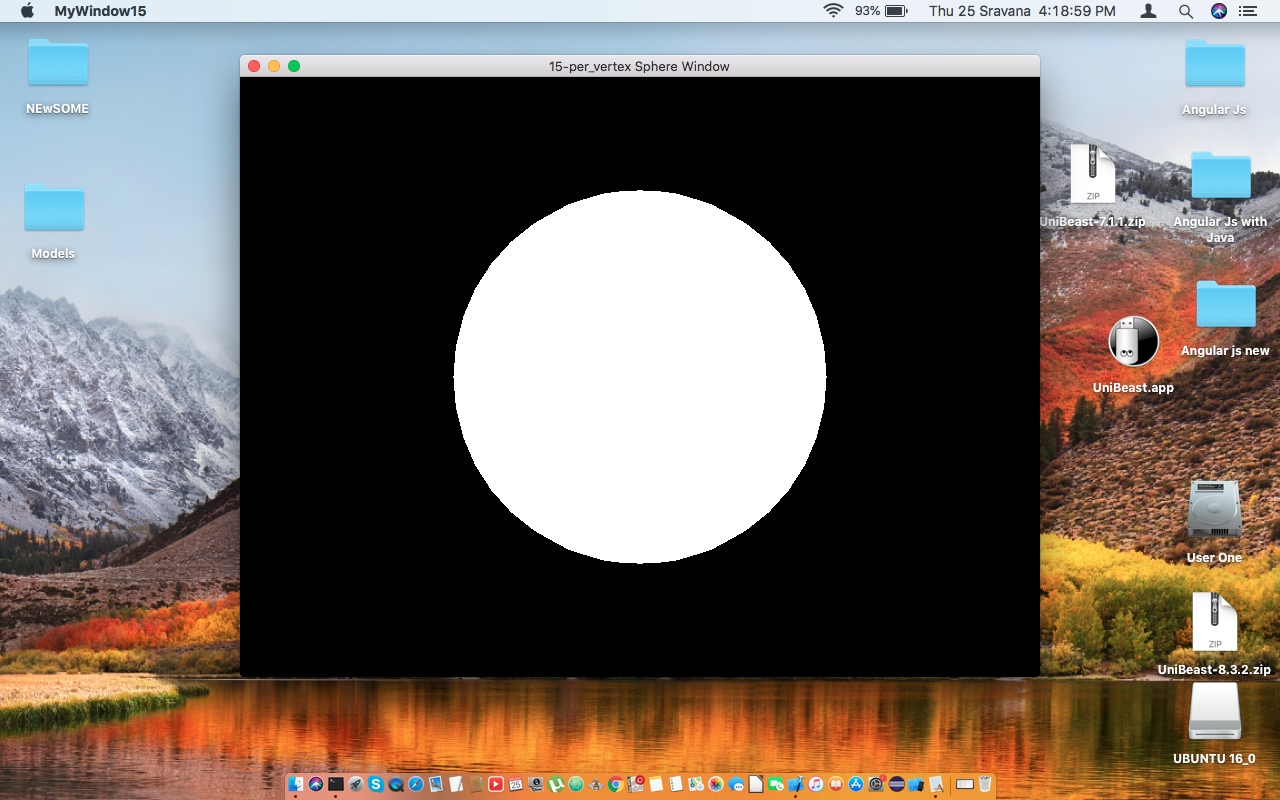 MyWindow15
93%
Thu 25 Sravana 4:18:59 PM
15-per_vertex Sphere Window
NEwSOME
Models
Angular Js
ZIP
UniBeast-7.1.1.zip
Angular Js with
Java
Angular js new
UniBeast.app
User One
ZIP
UniBeast-8.3.2.zip
UBUNTU 16_0
25